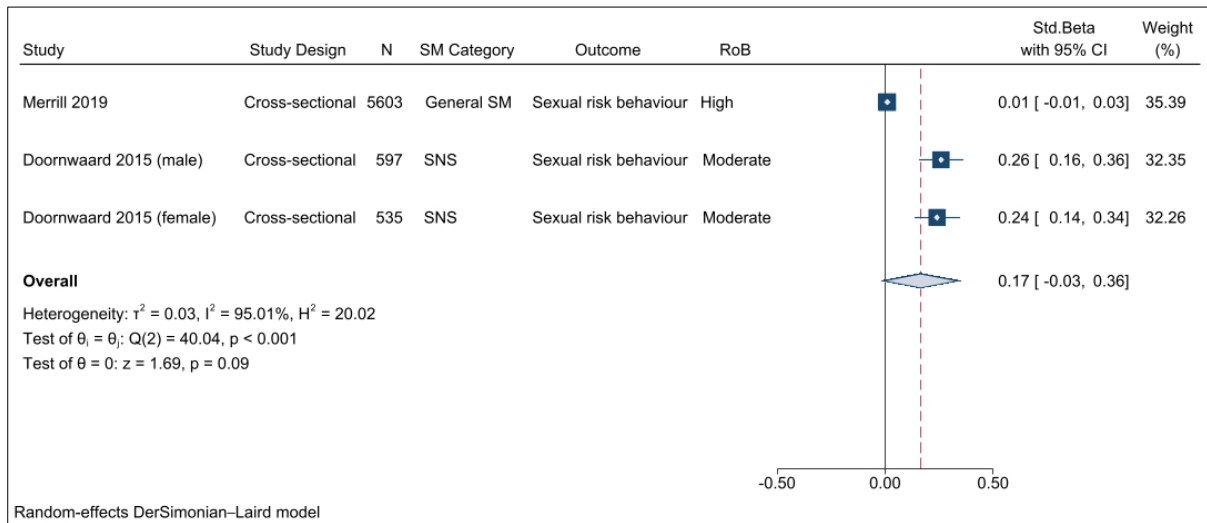 Study Study Design N SM Category Outcome RoB Std.Beta with 95% CI Weight (%)
Merrill 2019 Cross-sectional 5603 General SM Sexual risk behaviour High 0.01 [ -0.01, 0.03] 35.39
Doornwaard 2015 (male) Cross-sectional 597 SNS Sexual risk behaviour Moderate 0.26 [ 0.16, 0.36] 32.35
Doornwaard 2015 (female) Cross-sectional 535 SNS Sexual risk behaviour Moderate 0.24 [ 0.14, 0.34] 32.26
Overall 0.17 [ -0.03, 0.36]
Heterogeneity: τ² = 0.03, I² = 95.01%, H² = 20.02
Test of θᵢ = θⱼ: Q(2) = 40.04, p < 0.001
Test of θ = 0: z = 1.69, p = 0.09
-0.50 0.00 0.50
Random-effects DerSimonian–Laird model